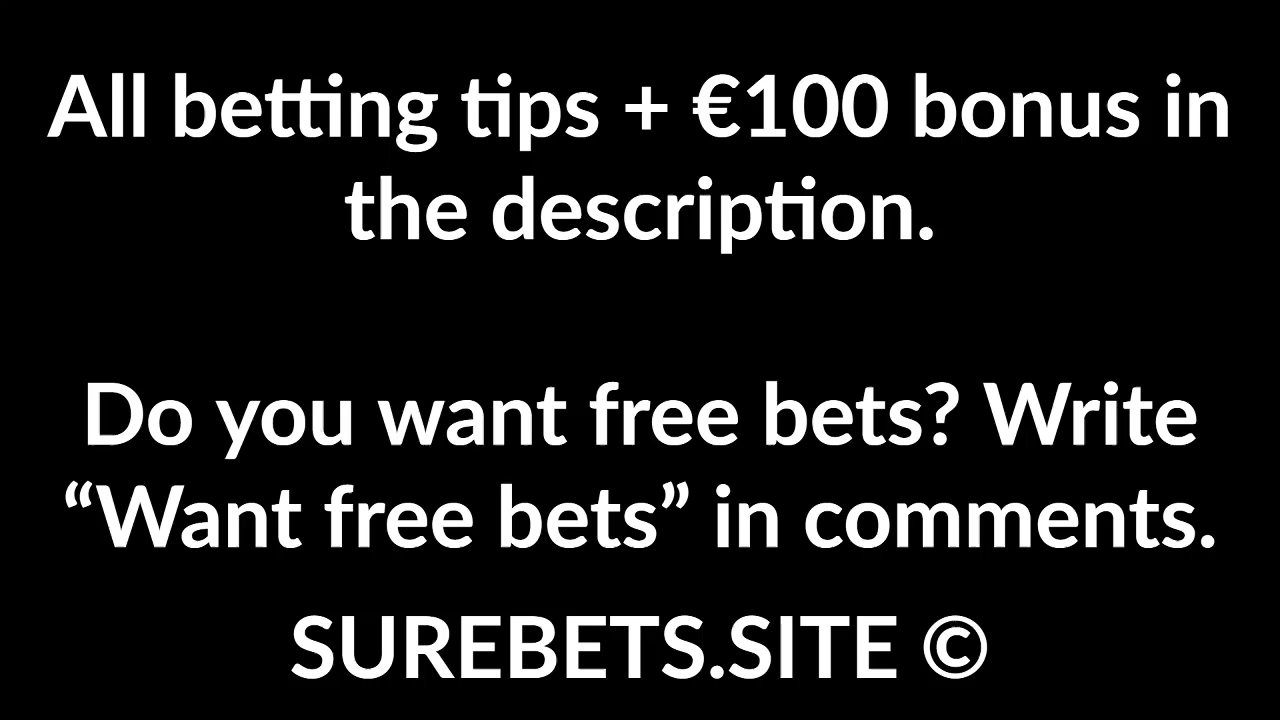 All betting tips + €100 bonus in
the description.
Do you want free bets? Write
“Want free bets” in comments.
SUREBETS.SITE ©